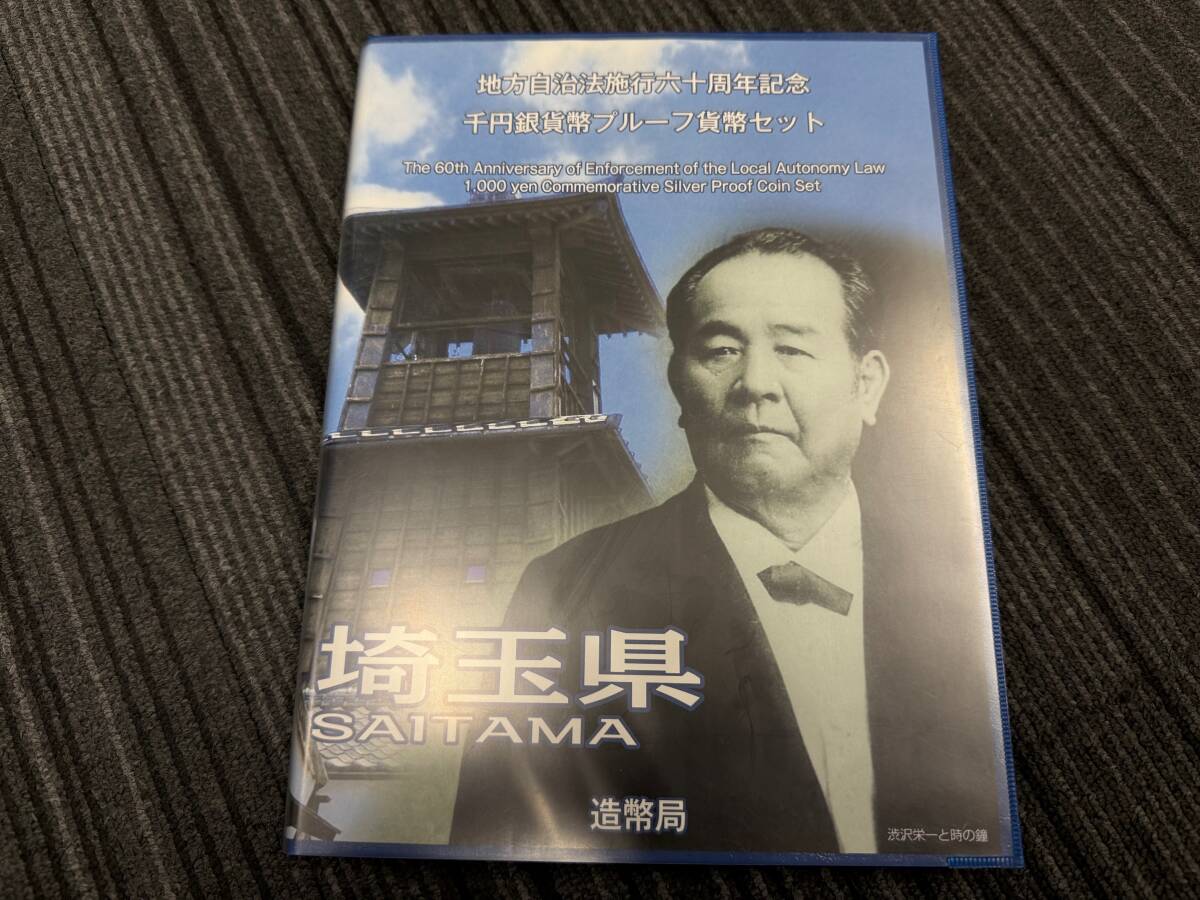 地方自治法施行六十周年記念
千円銀貨幣プルーフ貨幣セット
The 60th Anniversary of Enforcement of the Local Autonomy Law
1,000 yen Commemorative Silver Proof Coin Set
埼玉県
SAITAMA
造幣局
渋沢栄一と時の鐘